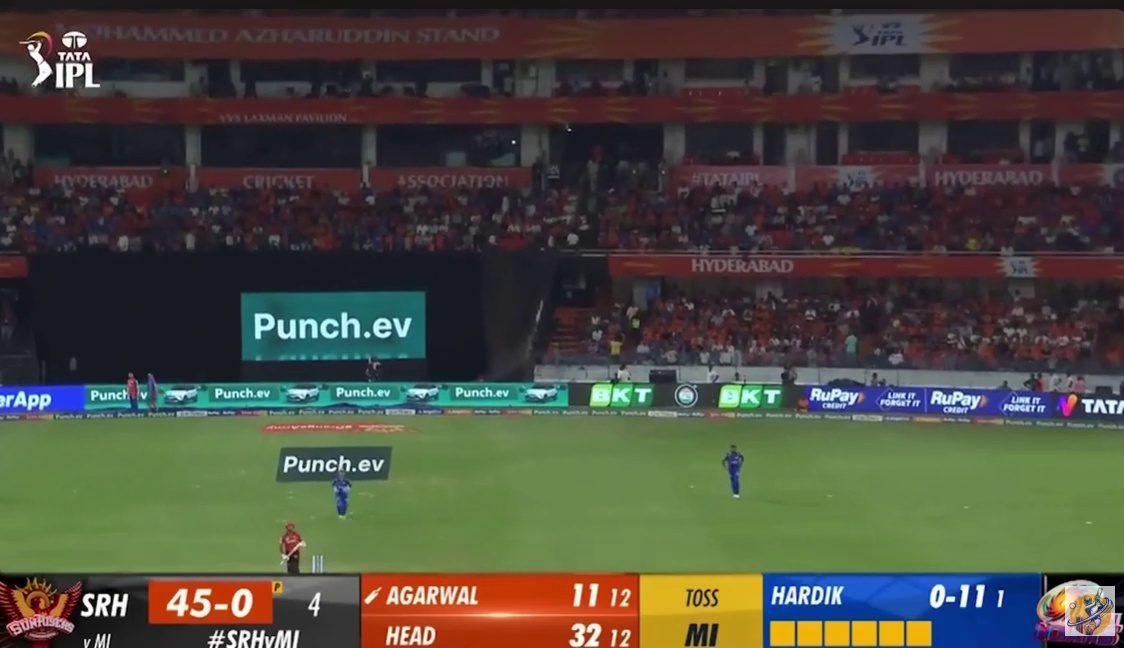 MOHAMMED AZHARUDDIN STAND
IPL
TATA
IPL
VVS LAXMAN PAVILION
HYDERABAD CRICKET ASSOCIATION #TATAIPL HYDERABAD
HYDERABAD
Punch.ev
erApp Punch.ev Punch.ev Punch.ev Punch.ev BKT BKT RuPay CREDIT LINK IT FORGET IT RuPay CREDIT LINK IT FORGET IT TATA
Punch.ev
SRH 45-0 P 4 AGARWAL 11 12 TOSS HARDIK 0-11 1
SUNRISERS v MI #SRHvMI HEAD 32 12 MI